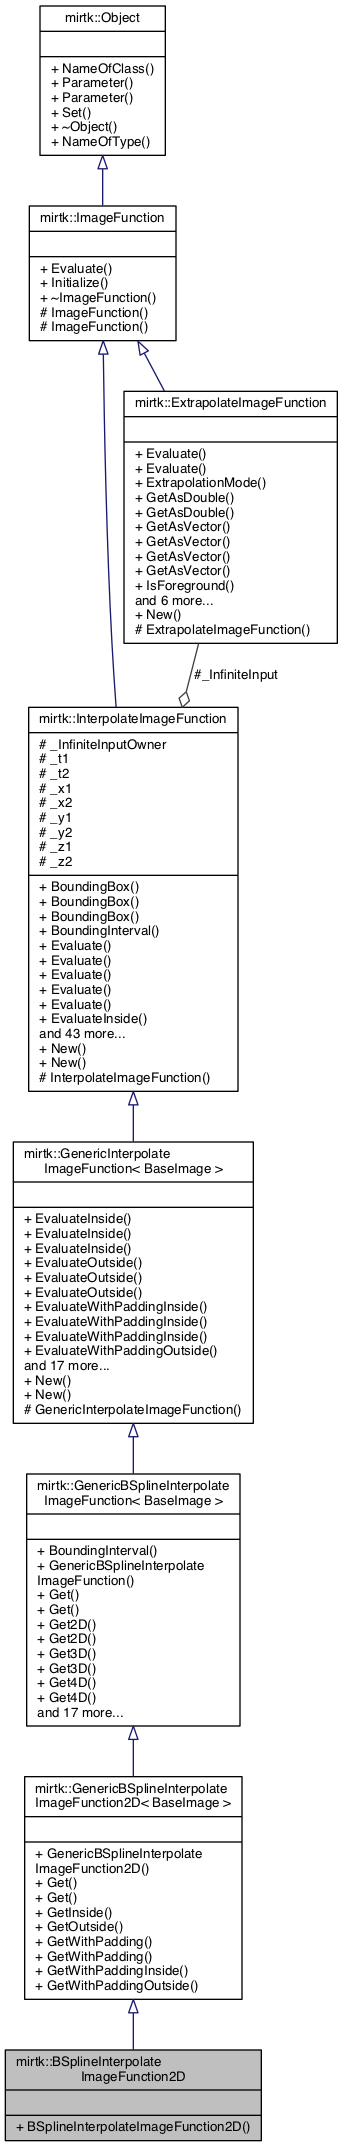 mirtk::Object
+ NameOfClass()
+ Parameter()
+ Parameter()
+ Set()
+ ~Object()
+ NameOfType()
mirtk::ImageFunction
+ Evaluate()
+ Initialize()
+ ~ImageFunction()
# ImageFunction()
# ImageFunction()
mirtk::ExtrapolateImageFunction
+ Evaluate()
+ Evaluate()
+ ExtrapolationMode()
+ GetAsDouble()
+ GetAsDouble()
+ GetAsVector()
+ GetAsVector()
+ GetAsVector()
+ GetAsVector()
+ IsForeground()
and 6 more...
+ New()
# ExtrapolateImageFunction()
#_InfiniteInput
mirtk::InterpolateImageFunction
# _InfiniteInputOwner
# _t1
# _t2
# _x1
# _x2
# _y1
# _y2
# _z1
# _z2
+ BoundingBox()
+ BoundingBox()
+ BoundingBox()
+ BoundingInterval()
+ Evaluate()
+ Evaluate()
+ Evaluate()
+ Evaluate()
+ Evaluate()
+ EvaluateInside()
and 43 more...
+ New()
+ New()
# InterpolateImageFunction()
mirtk::GenericInterpolate
ImageFunction< BaseImage >
+ EvaluateInside()
+ EvaluateInside()
+ EvaluateInside()
+ EvaluateOutside()
+ EvaluateOutside()
+ EvaluateOutside()
+ EvaluateWithPaddingInside()
+ EvaluateWithPaddingInside()
+ EvaluateWithPaddingInside()
+ EvaluateWithPaddingOutside()
and 17 more...
+ New()
+ New()
# GenericInterpolateImageFunction()
mirtk::GenericBSplineInterpolate
ImageFunction< BaseImage >
+ BoundingInterval()
+ GenericBSplineInterpolate
ImageFunction()
+ Get()
+ Get()
+ Get2D()
+ Get2D()
+ Get3D()
+ Get3D()
+ Get4D()
+ Get4D()
and 17 more...
mirtk::GenericBSplineInterpolate
ImageFunction2D< BaseImage >
+ GenericBSplineInterpolate
ImageFunction2D()
+ Get()
+ Get()
+ GetInside()
+ GetOutside()
+ GetWithPadding()
+ GetWithPadding()
+ GetWithPaddingInside()
+ GetWithPaddingOutside()
mirtk::BSplineInterpolate
ImageFunction2D
+ BSplineInterpolateImageFunction2D()